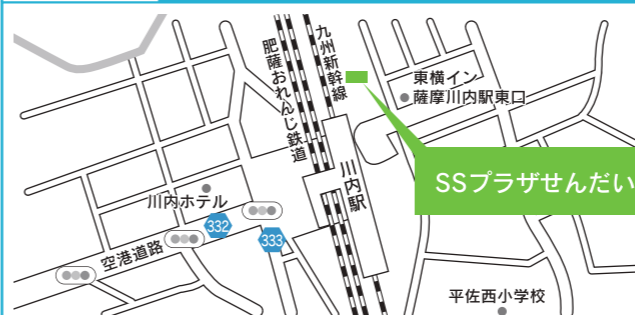 九州新幹線
肥薩おれんじ鉄道
東横イン
薩摩川内駅東口
SSプラザせんだい
川内駅
川内ホテル
332
333
空港道路
平佐西小学校